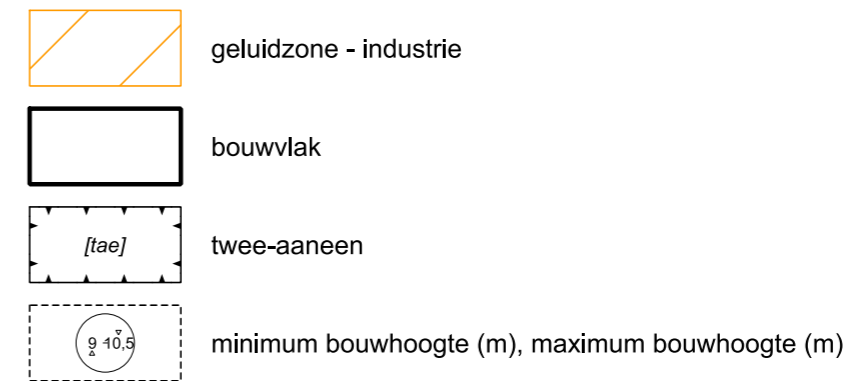 geluidzone - industrie
bouwvlak
[tae] twee-aaneen
9 - 10,5 minimum bouwhoogte (m), maximum bouwhoogte (m)